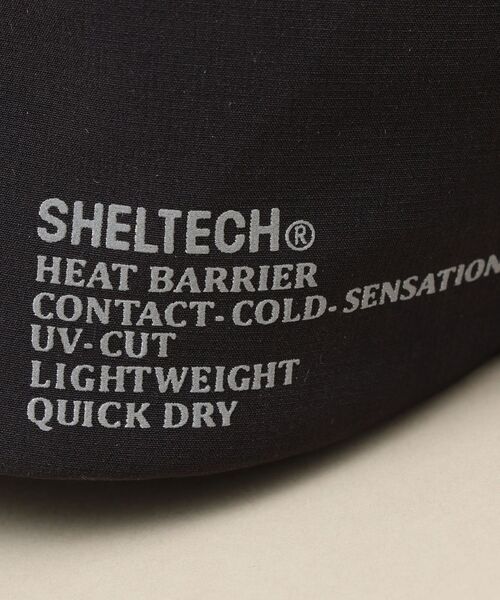 SHELTECH®
HEAT BARRIER
CONTACT-COLD-SENSATION
UV-CUT
LIGHTWEIGHT
QUICK DRY